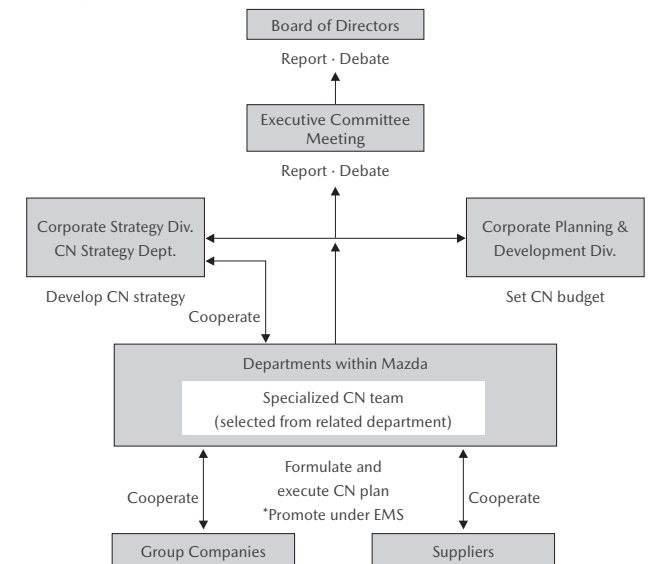 Board of Directors
Report · Debate
Executive Committee
Meeting
Report · Debate
Corporate Strategy Div.
CN Strategy Dept.
Corporate Planning &
Development Div.
Develop CN strategy
Set CN budget
Cooperate
Departments within Mazda
Specialized CN team
(selected from related department)
Formulate and
execute CN plan
*Promote under EMS
Cooperate
Cooperate
Group Companies
Suppliers